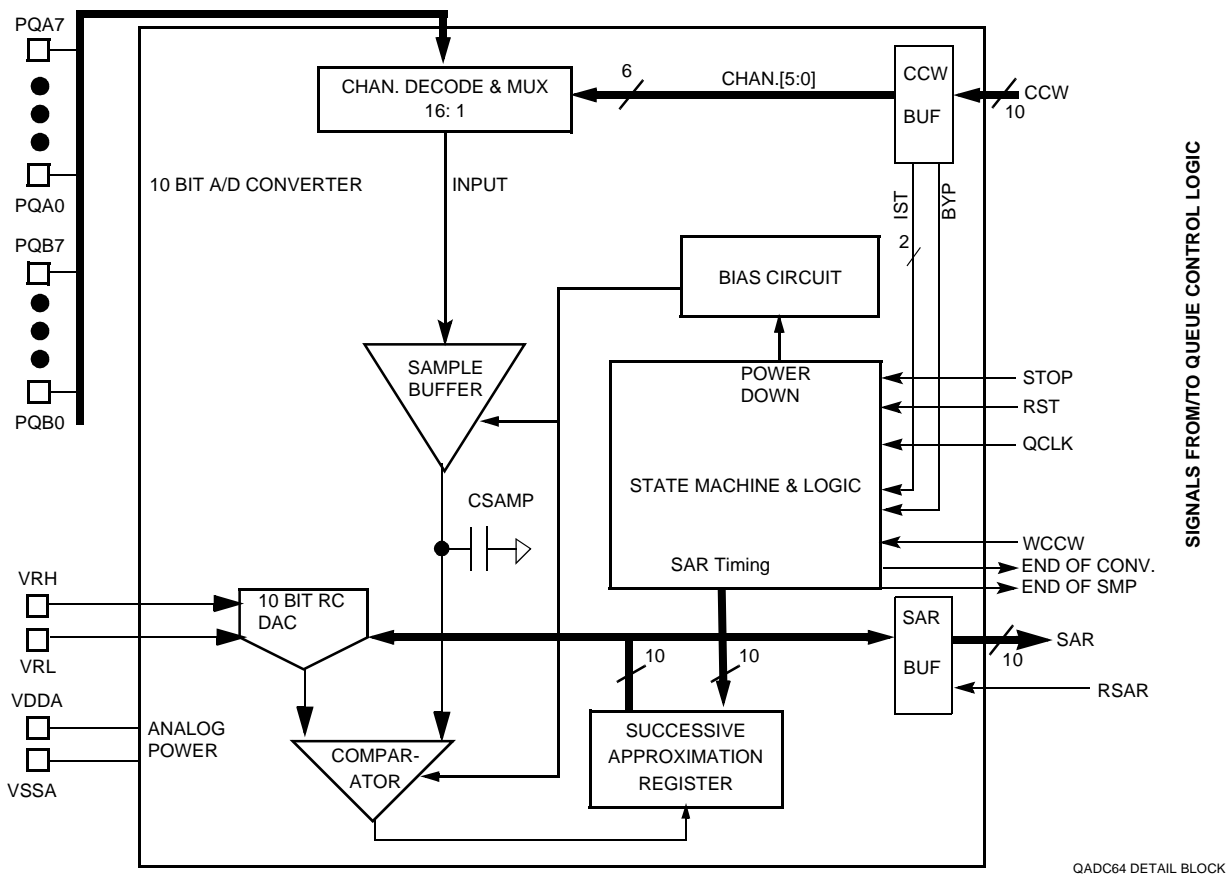 PQA7
PQA0
PQB7
PQB0
VRH
VRL
VDDA
VSSA
CHAN. DECODE & MUX
16: 1
6
CHAN.[5:0]
CCW
BUF
CCW
10
10 BIT A/D CONVERTER
INPUT
IST
BYP
2
BIAS CIRCUIT
SAMPLE
BUFFER
POWER
DOWN
STATE MACHINE & LOGIC
SAR Timing
STOP
RST
QCLK
WCCW
END OF CONV.
END OF SMP
CSAMP
10 BIT RC
DAC
10
10
SAR
BUF
SAR
10
RSAR
ANALOG
POWER
COMPAR-
ATOR
SUCCESSIVE
APPROXIMATION
REGISTER
SIGNALS FROM/TO QUEUE CONTROL LOGIC
QADC64 DETAIL BLOCK